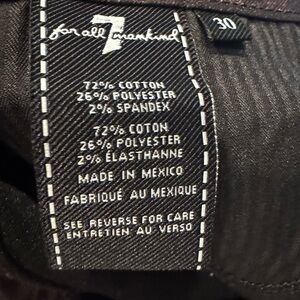 for all 7 mankind
30
72% COTTON
26% POLYESTER
2% SPANDEX
72% COTON
26% POLYESTER
2% ÉLASTHANNE
MADE IN MEXICO
FABRIQUÉ AU MEXIQUE
SEE REVERSE FOR CARE
ENTRETIEN AU VERSO